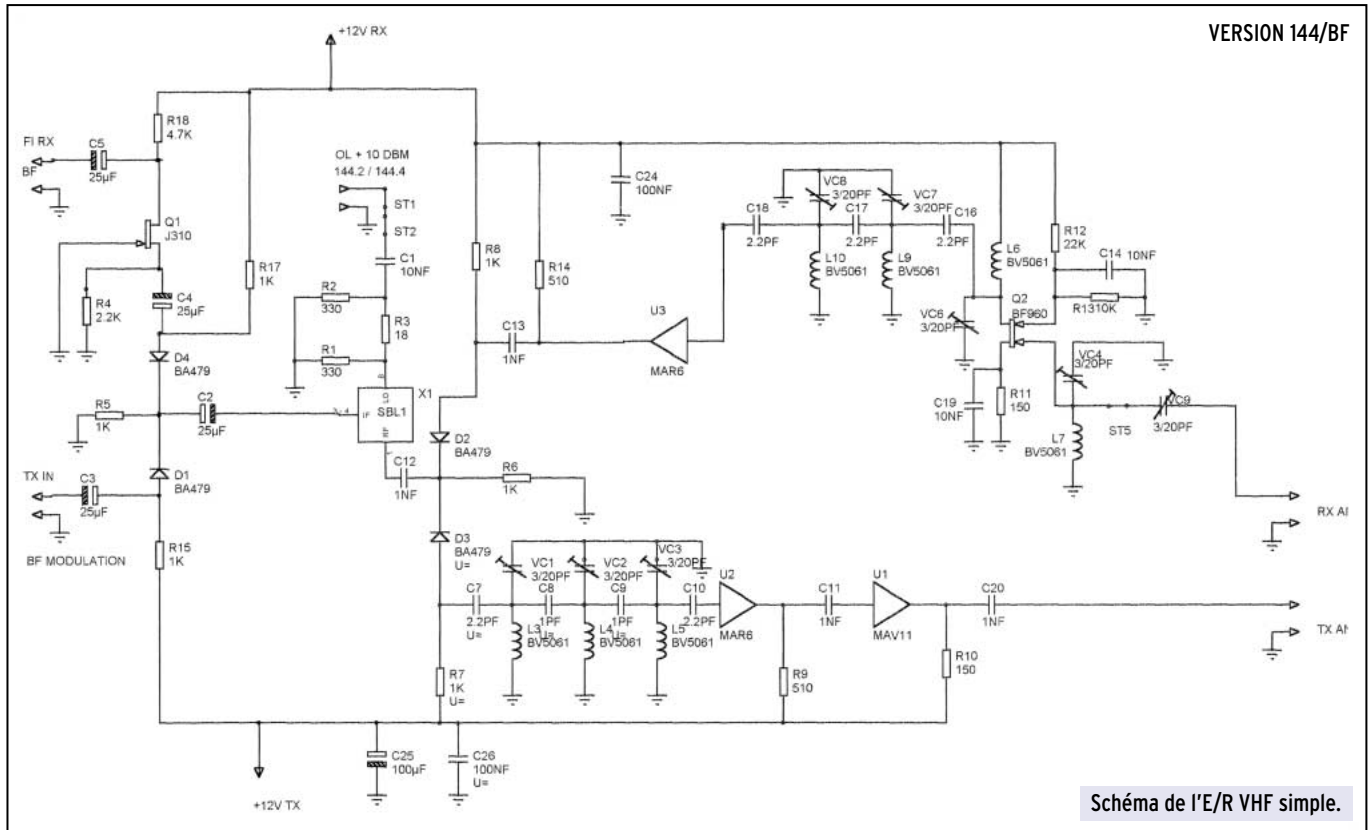 VERSION 144/BF
+12V RX
R18
4.7K
FI RX
BF
C5
25µF
Q1
J310
R17
1K
R4
2.2K
C4
25µF
D4
BA479
R5
1K
C2
25µF
D1
BA479
TX IN
C3
25µF
BF MODULATION
R15
1K
OL + 10 DBM
144.2 / 144.4
ST1
ST2
C1
10NF
R2
330
R3
18
R1
330
X1
SBL1
LO
IF
RF
3,4
8
1
C12
1NF
R8
1K
D2
BA479
R6
1K
D3
BA479
U=
R14
510
C13
1NF
C24
100NF
U3
MAR6
C18
2.2PF
VC8
3/20PF
C17
2.2PF
VC7
3/20PF
C16
2.2PF
L10
BV5061
L9
BV5061
L6
BV5061
R12
22K
C14 10NF
R1310K
Q2
BF960
VC6
3/20PF
VC4
3/20PF
C19
10NF
R11
150
L7
BV5061
ST5
VC9
3/20PF
RX AI
C7
2.2PF
U=
VC1
3/20PF
C8
1PF
U=
VC2
3/20PF
C9
1PF
U=
VC3
3/20PF
C10
2.2PF
L3
BV5061
L4
BV5061
L5
BV5061
U2
MAR6
C11
1NF
U1
MAV11
C20
1NF
TX AN
R7
1K
U=
R9
510
R10
150
C25
100µF
C26
100NF
U=
+12V TX
Schéma de l'E/R VHF simple.